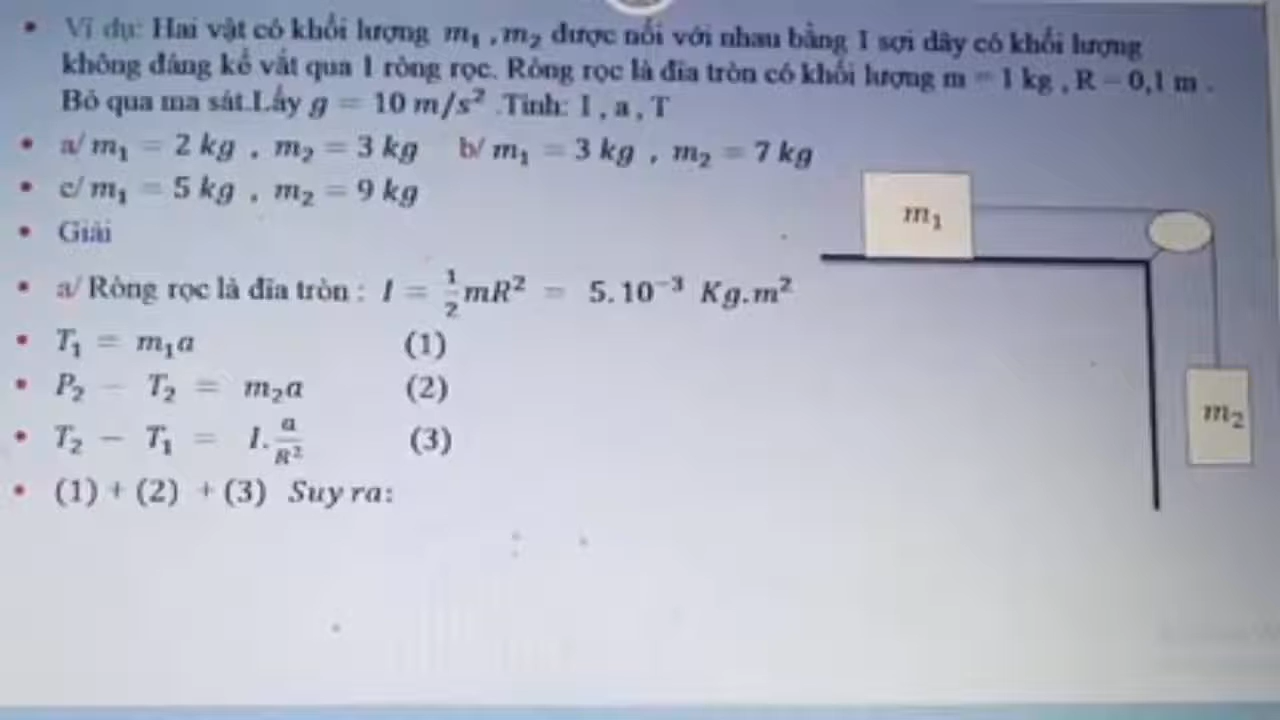 • Ví dụ: Hai vật có khối lượng m₁ , m₂ được nối với nhau bằng 1 sợi dây có khối lượng
không đáng kể vắt qua 1 ròng rọc. Ròng rọc là đĩa tròn có khối lượng m = 1 kg , R = 0,1 m .
Bỏ qua ma sát.Lấy g = 10 m/s² .Tính: I , a , T
• a/ m₁ = 2 kg , m₂ = 3 kg b/ m₁ = 3 kg , m₂ = 7 kg
• c/ m₁ = 5 kg , m₂ = 9 kg
• Giải
• a/ Ròng rọc là đĩa tròn : I = 1/2 mR² = 5.10⁻³ Kg.m²
• T₁ = m₁a (1)
• P₂ − T₂ = m₂a (2)
• T₂ − T₁ = I. a/R² (3)
• (1) + (2) + (3) Suy ra:
m₁
m₂